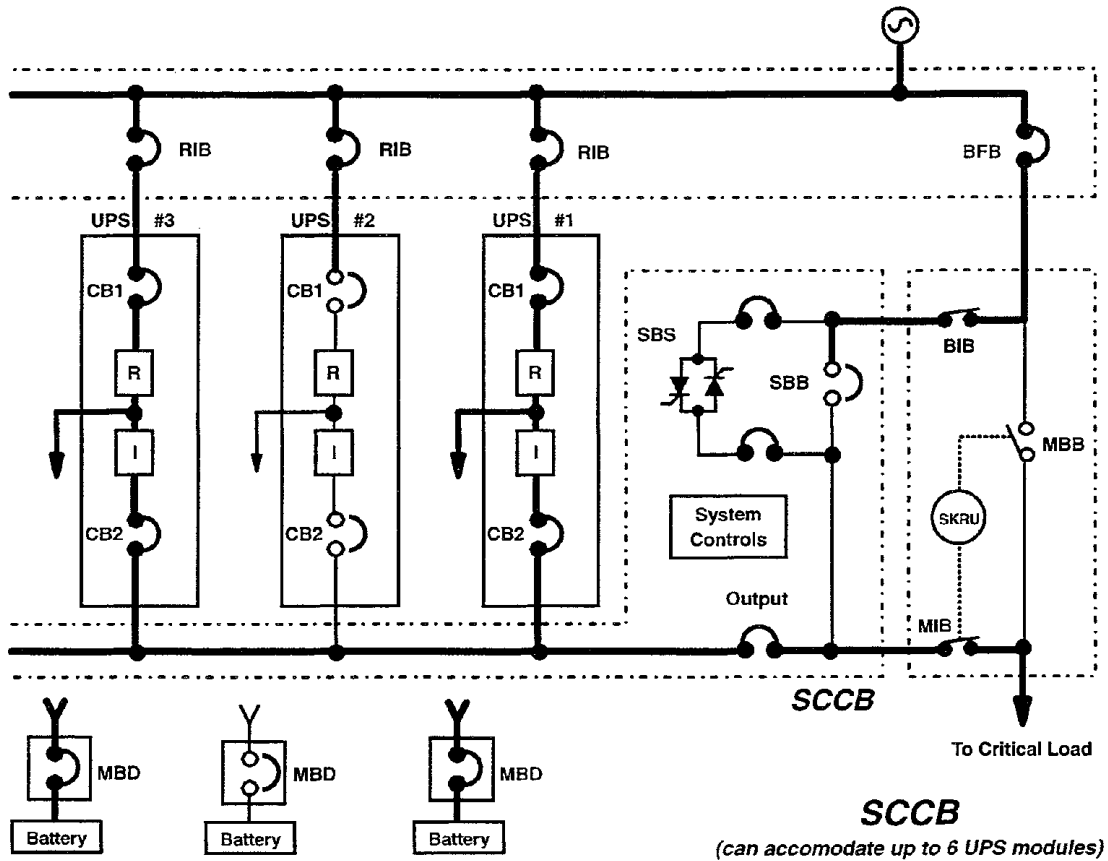 RIB
RIB
RIB
BFB
UPS #3
UPS #2
UPS #1
CB1
CB1
CB1
SBS
BIB
SBB
R
R
R
MBB
I
I
I
System
Controls
SKRU
CB2
CB2
CB2
Output
MIB
SCCB
To Critical Load
MBD
MBD
MBD
Battery
Battery
Battery
SCCB
(can accomodate up to 6 UPS modules)